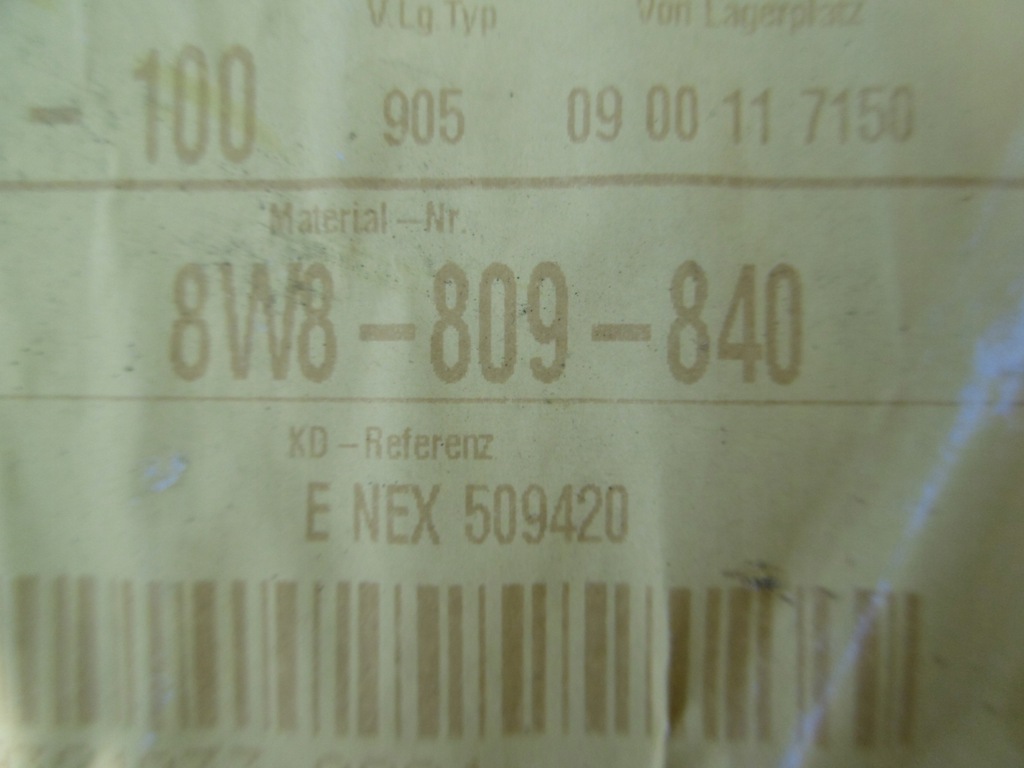 V.Lg.Typ Von Lagerplatz
- 100 905 09 00 11 7150
Material-Nr.
8W8-809-840
KD-Referenz
E NEX 509420